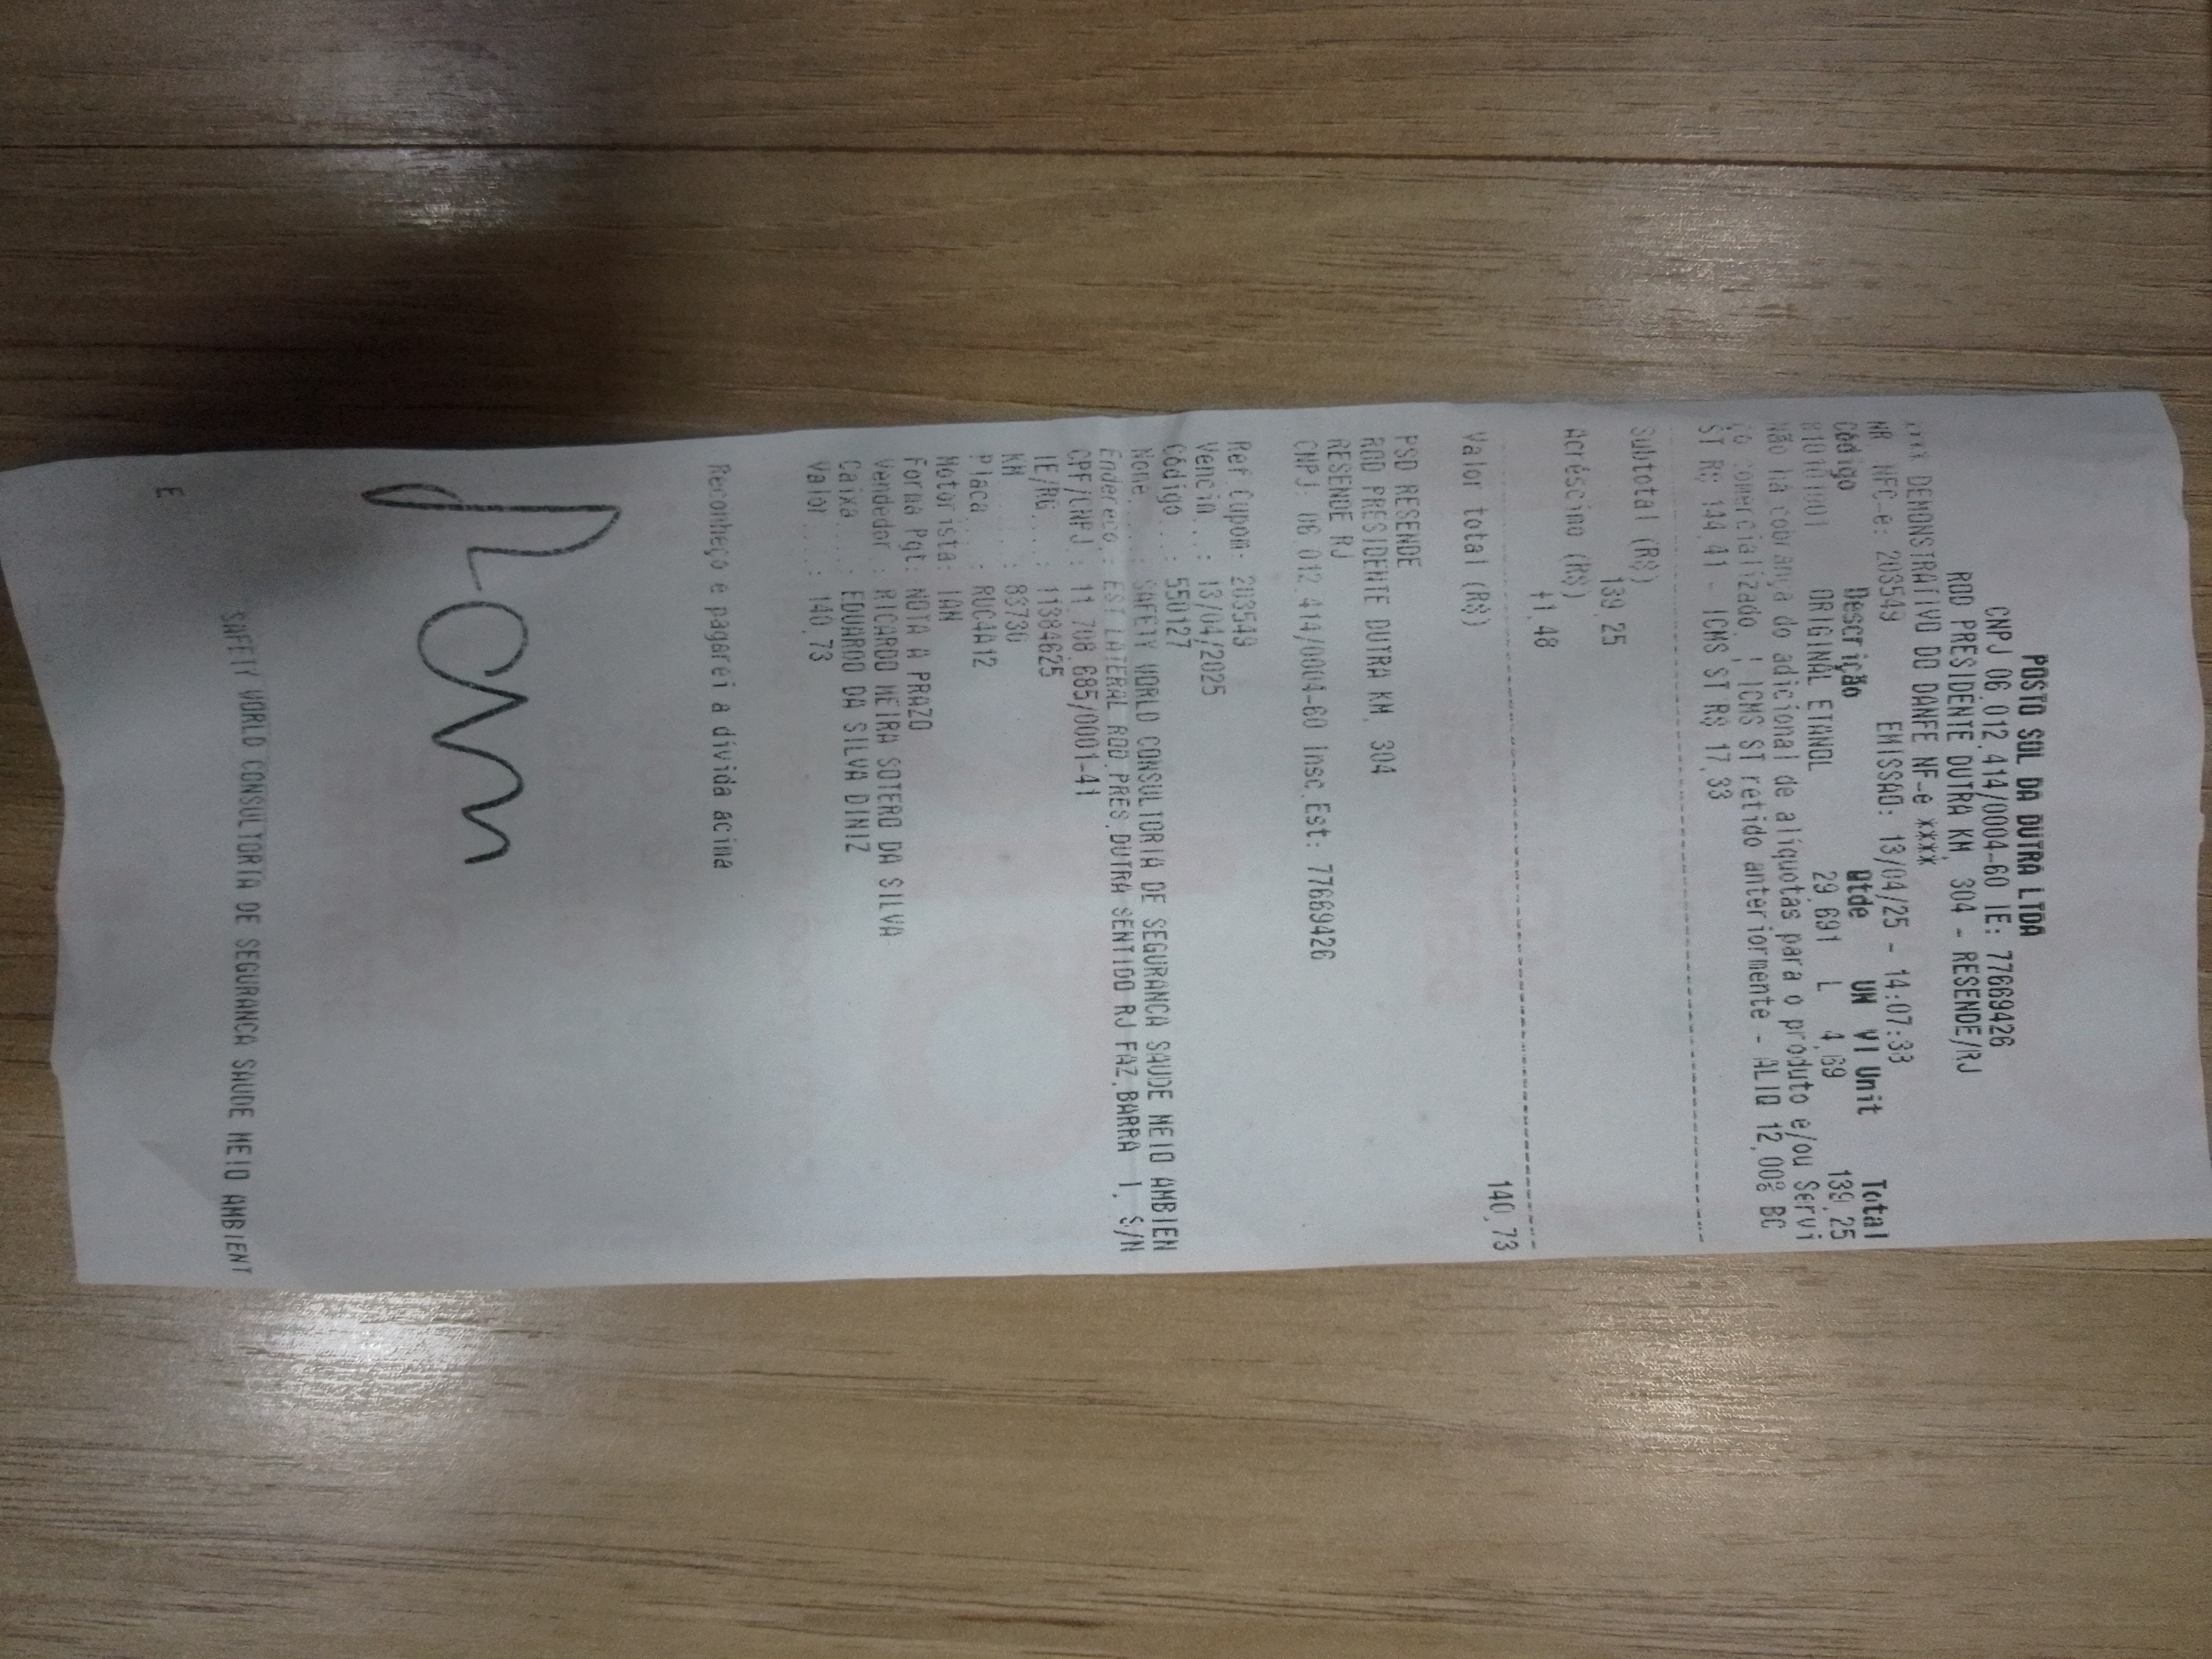 POSTO SUL DA DUTRA LTDA
CNPJ 06.012.414/0004-60 IE: 77669426
ROD PRESIDENTE DUTRA KM, 304 - RESENDE/RJ
**** DEMONSTRATIVO DO DANFE NF-e ****
NR NFC-e: 203549 EMISSAO: 13/04/25 - 14:07:33
Código Descrição Qtde UN Vl Unit Total
810101001 ORIGINAL ETANOL 29,691 L 4,69 139,25
Não há cobrança do adicional de alíquotas para o produto e/ou Servi
ço comercializado. | ICMS ST retido anteriormente - ALIQ 12,00% BC
ST R$ 144,41 - ICMS ST R$ 17,33
Subtotal (R$)
139,25
Acréscimo (R$)
+1,48
Valor total (R$) 140,73
PSD RESENDE
ROD PRESIDENTE DUTRA KM, 304
RESENDE RJ
CNPJ: 06.012.414/0004-60 Insc.Est: 77669426
Ref.Cupom: 203549
Vencim..: 13/04/2025
Código..: 550127
Nome....: SAFETY WORLD CONSULTORIA DE SEGURANCA SAUDE MEIO AMBIEN
Endereço.: EST LATERAL ROD.PRES.DUTRA SENTIDO RJ FAZ.BARRA 1, S/N
CPF/CNPJ.: 11.708.685/0001-41
IE/RG...: 11384625
KM......: 83730
Placa...: RUC4A12
Motorista: IAN
Forma Pgt: NOTA A PRAZO
Vendedor.: RICARDO MEIRA SOTERO DA SILVA
Caixa...: EDUARDO DA SILVA DINIZ
Valor...: 140,73
Reconheço e pagarei a dívida acima
SAFETY WORLD CONSULTORIA DE SEGURANCA SAUDE MEIO AMBIENT
E